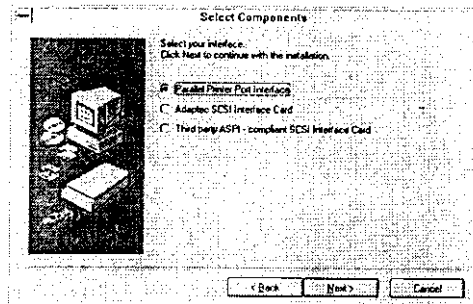 Select Components
Select your interface.
Click Next to continue with the installation.
Parallel Printer Port Interface
Adaptec SCSI Interface Card
Third party ASPI - compliant SCSI Interface Card
< Back
Next >
Cancel